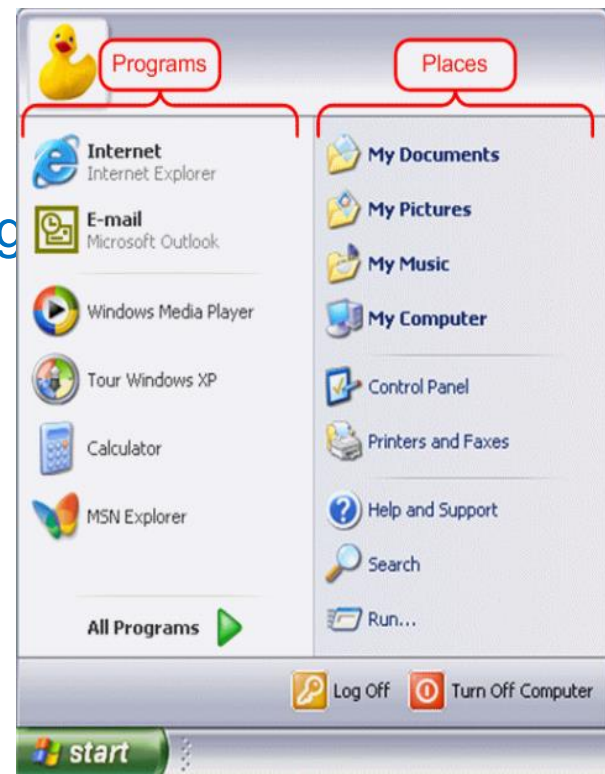 Programs
Places
Internet
Internet Explorer
E-mail
Microsoft Outlook
Windows Media Player
Tour Windows XP
Calculator
MSN Explorer
All Programs
My Documents
My Pictures
My Music
My Computer
Control Panel
Printers and Faxes
Help and Support
Search
Run...
Log Off
Turn Off Computer
start